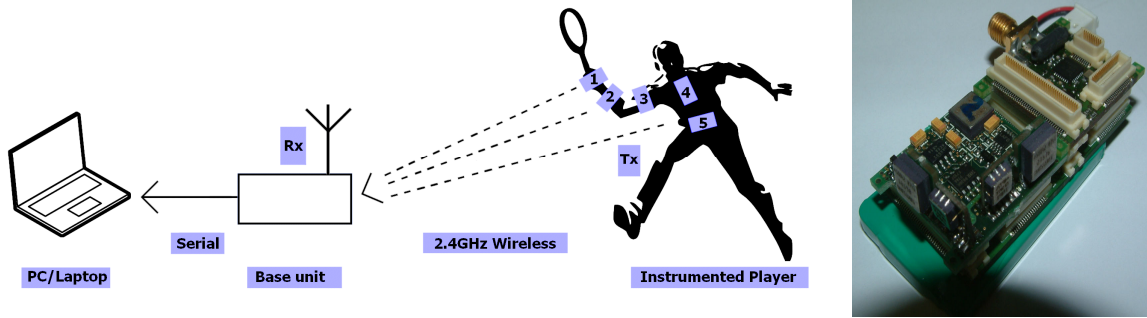 1
2
3
4
5
Rx
Tx
Serial
2.4GHz Wireless
PC/Laptop
Base unit
Instrumented Player